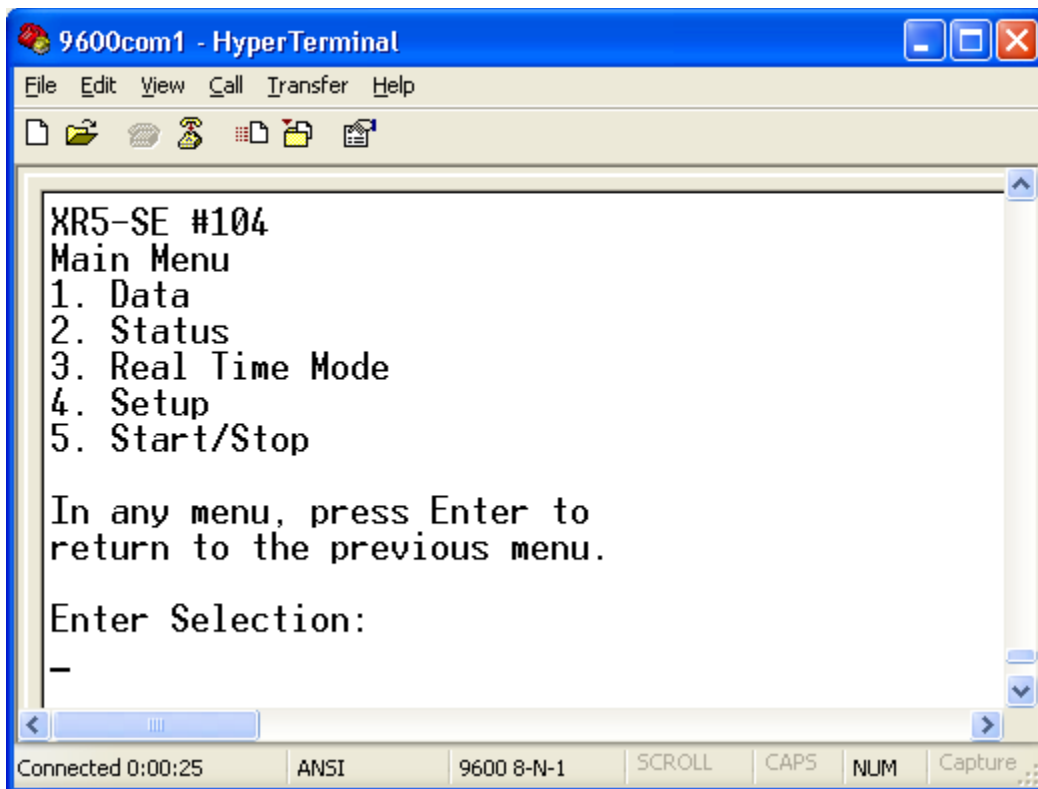 9600com1 - HyperTerminal
File Edit View Call Transfer Help
XR5-SE #104
Main Menu
1. Data
2. Status
3. Real Time Mode
4. Setup
5. Start/Stop
In any menu, press Enter to
return to the previous menu.
Enter Selection:
_
Connected 0:00:25 ANSI 9600 8-N-1 SCROLL CAPS NUM Capture